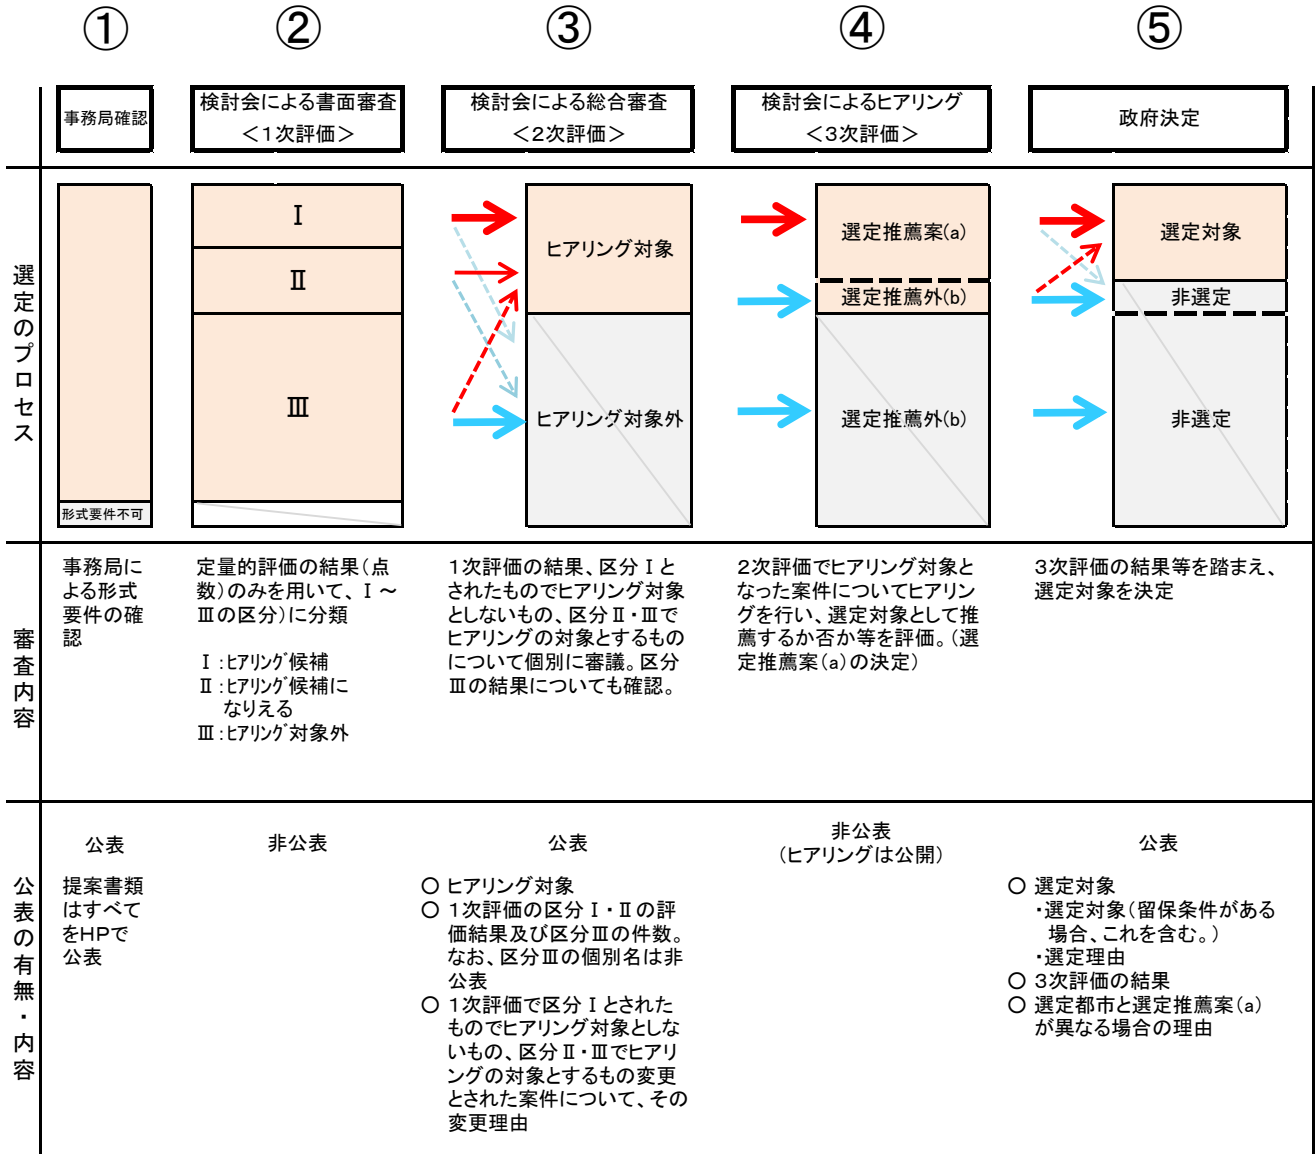 ①
②
③
④
⑤
事務局確認
検討会による書面審査
＜1次評価＞
検討会による総合審査
＜2次評価＞
検討会によるヒアリング
＜3次評価＞
政府決定
選定のプロセス
形式要件不可
Ⅰ
Ⅱ
Ⅲ
ヒアリング対象
ヒアリング対象外
選定推薦案(a)
選定推薦外(b)
選定推薦外(b)
選定対象
非選定
非選定
審査内容
事務局に
よる形式
要件の確
認
定量的評価の結果(点
数)のみを用いて、Ⅰ～
Ⅲの区分)に分類
Ⅰ:ﾋｱﾘﾝｸﾞ候補
Ⅱ:ﾋｱﾘﾝｸﾞ候補に
なりえる
Ⅲ:ﾋｱﾘﾝｸﾞ対象外
1次評価の結果、区分Ⅰと
されたものでヒアリング対象
としないもの、区分Ⅱ・Ⅲで
ヒアリングの対象とするもの
について個別に審議。区分
Ⅲの結果についても確認。
2次評価でヒアリング対象と
なった案件についてヒアリン
グを行い、選定対象として推
薦するか否か等を評価。(選
定推薦案(a)の決定)
3次評価の結果等を踏まえ、
選定対象を決定
公表の有無・内容
公表
提案書類
はすべて
をHPで
公表
非公表
公表
○ ヒアリング対象
○ 1次評価の区分Ⅰ・Ⅱの評
価結果及び区分Ⅲの件数。
なお、区分Ⅲの個別名は非
公表
○ 1次評価で区分Ⅰとされた
ものでヒアリング対象としな
いもの、区分Ⅱ・Ⅲでヒアリ
ングの対象とするもの変更
とされた案件について、その
変更理由
非公表
(ヒアリングは公開)
公表
○ 選定対象
・選定対象(留保条件がある
場合、これを含む。)
・選定理由
○ 3次評価の結果
○ 選定都市と選定推薦案(a)
が異なる場合の理由